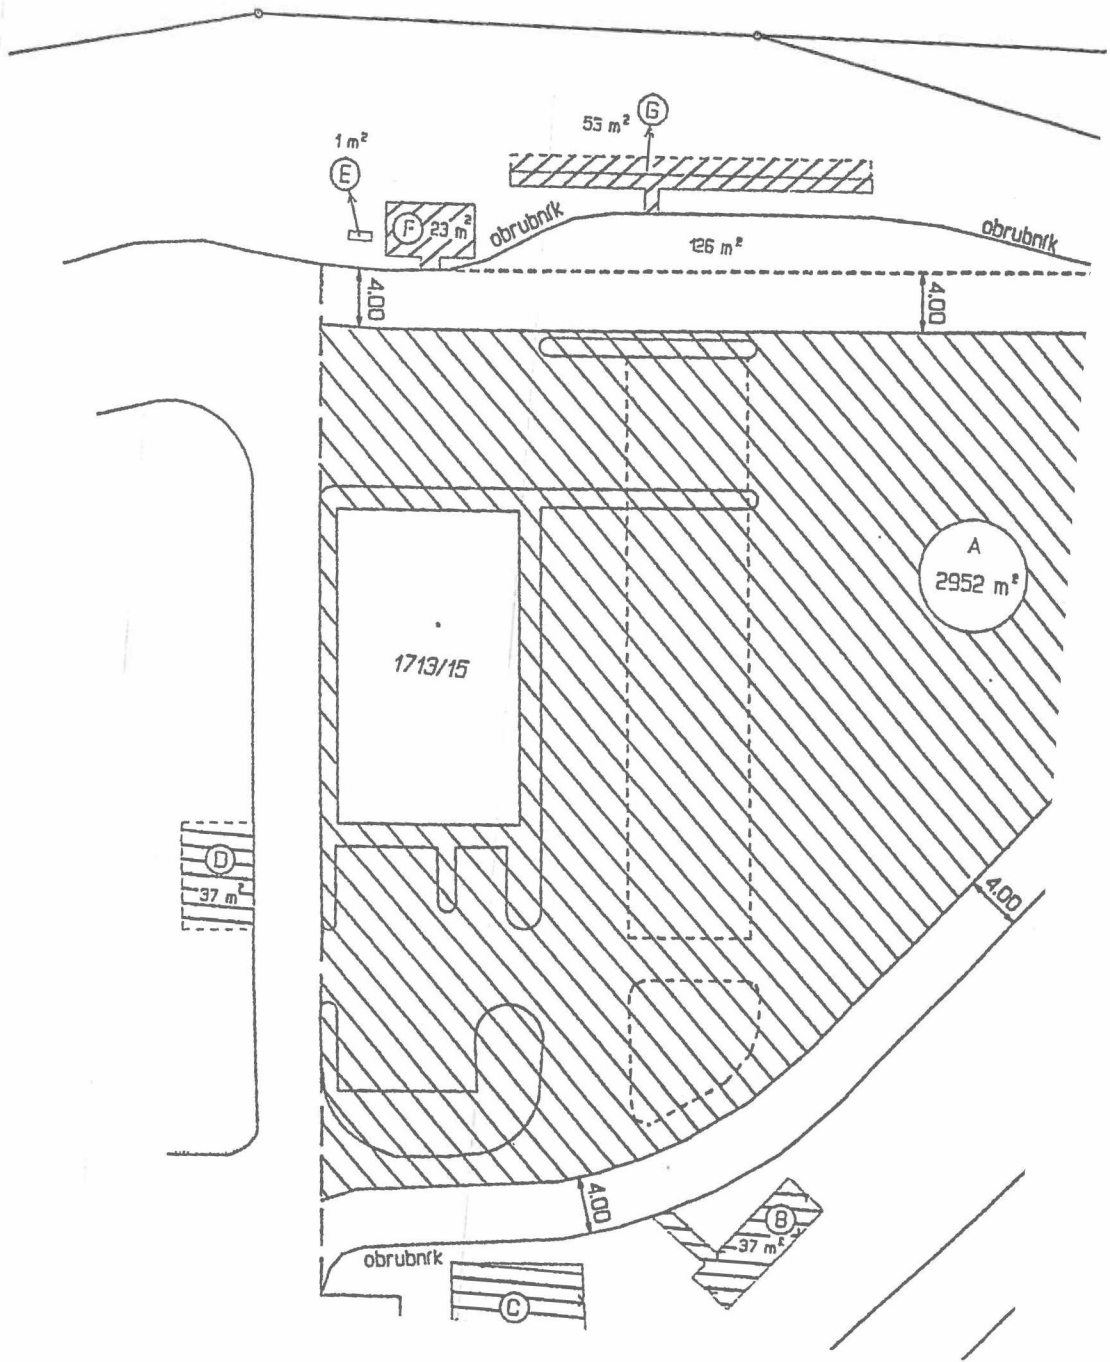 G
53 m²
1 m²
E
F 23 m²
obrubník
obrubník
126 m²
4.00
4.00
A
2952 m²
1713/15
D
37 m²
4.00
4.00
B
37 m²
obrubník
C